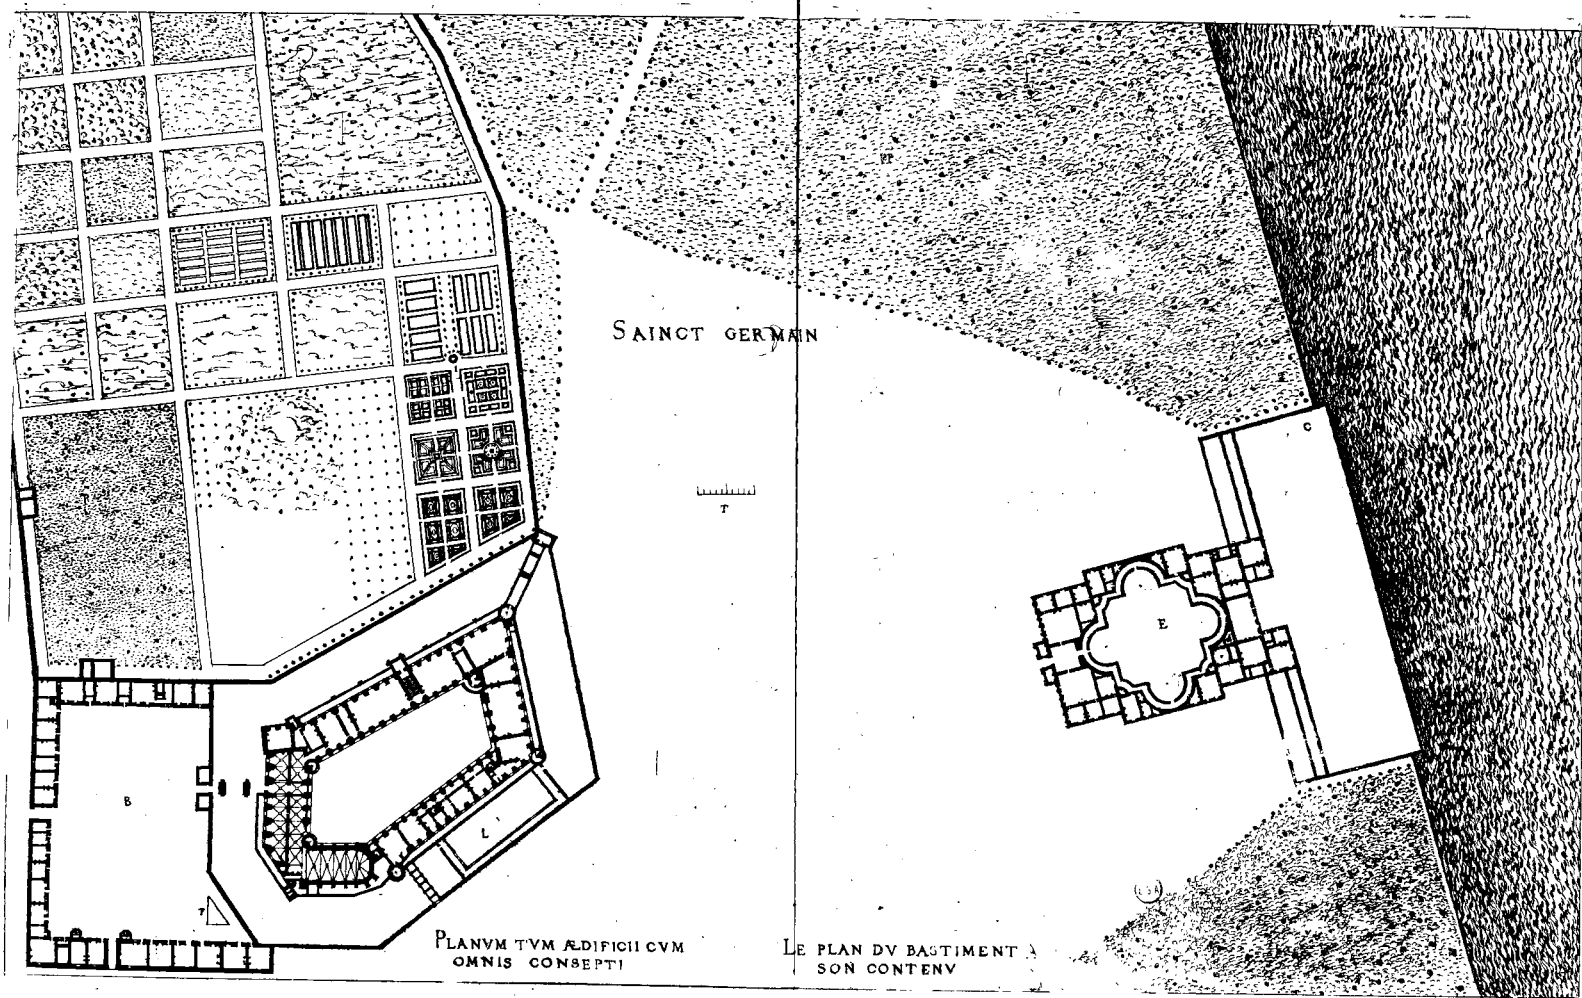 SAINCT GERMAIN
C
T
E
B
L
T
PLANVM TVM ÆDIFICII CVM
OMNIS CONSEPTI
LE PLAN DV BASTIMENT
SON CONTENV